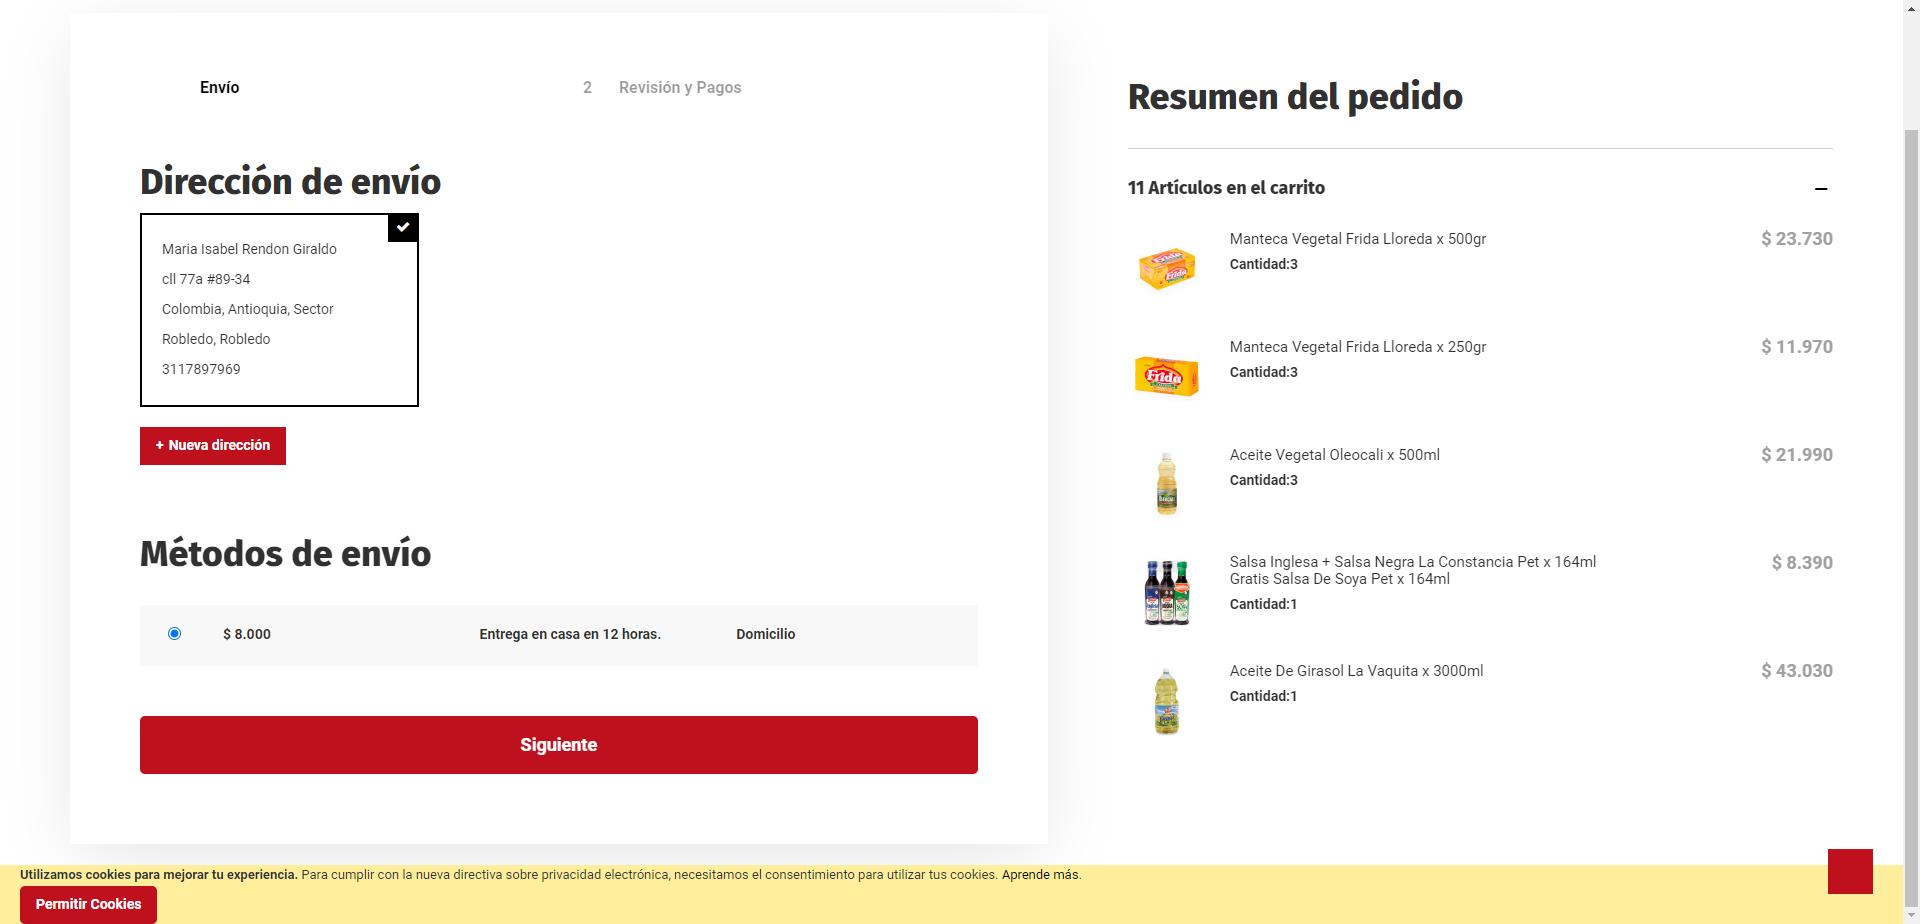 Envío
2 Revisión y Pagos
Dirección de envío
Maria Isabel Rendon Giraldo
cll 77a #89-34
Colombia, Antioquia, Sector
Robledo, Robledo
3117897969
+ Nueva dirección
Métodos de envío
$ 8.000 Entrega en casa en 12 horas. Domicilio
Siguiente
Resumen del pedido
11 Artículos en el carrito
Manteca Vegetal Frida Lloreda x 500gr $ 23.730
Cantidad:3
Frida
Manteca Vegetal Frida Lloreda x 250gr $ 11.970
Cantidad:3
Frida
Aceite Vegetal Oleocali x 500ml $ 21.990
Cantidad:3
Salsa Inglesa + Salsa Negra La Constancia Pet x 164ml $ 8.390
Gratis Salsa De Soya Pet x 164ml
Cantidad:1
Aceite De Girasol La Vaquita x 3000ml $ 43.030
Cantidad:1
Utilizamos cookies para mejorar tu experiencia. Para cumplir con la nueva directiva sobre privacidad electrónica, necesitamos el consentimiento para utilizar tus cookies. Aprende más.
Permitir Cookies